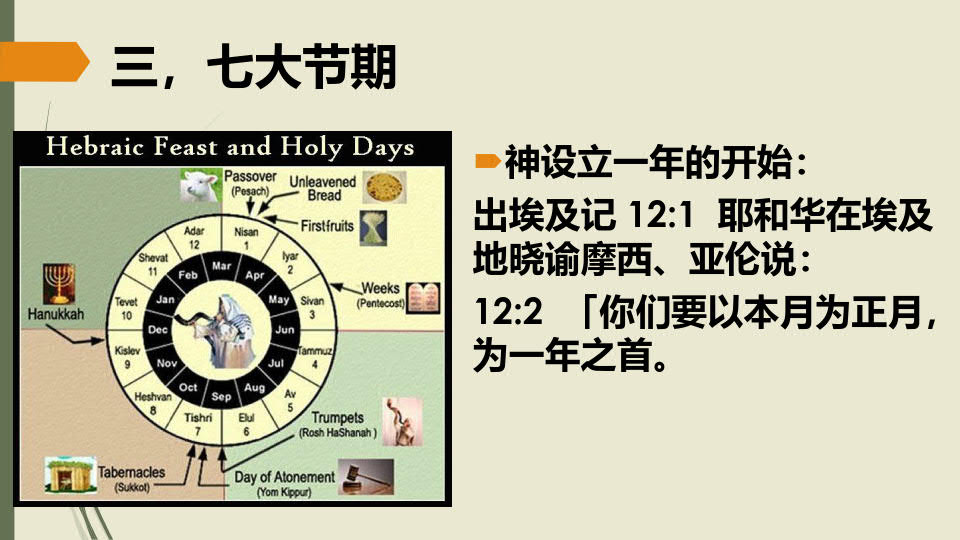 三，七大节期
Hebraic Feast and Holy Days
Passover
(Pesach)
Unleavened
Bread
Firstfruits
Weeks
(Pentecost)
Hanukkah
Trumpets
(Rosh HaShanah )
Day of Atonement
(Yom Kippur)
Tabernacles
(Sukkot)
Nisan
1
Iyar
2
Sivan
3
Tammuz
4
Av
5
Elul
6
Tishri
7
Heshvan
8
Kislev
9
Tevet
10
Shevat
11
Adar
12
Mar
Apr
May
Jun
Jul
Aug
Sep
Oct
Nov
Dec
Jan
Feb
神设立一年的开始：
出埃及记 12:1 耶和华在埃及
地晓谕摩西、亚伦说：
12:2 「你们要以本月为正月，
为一年之首。